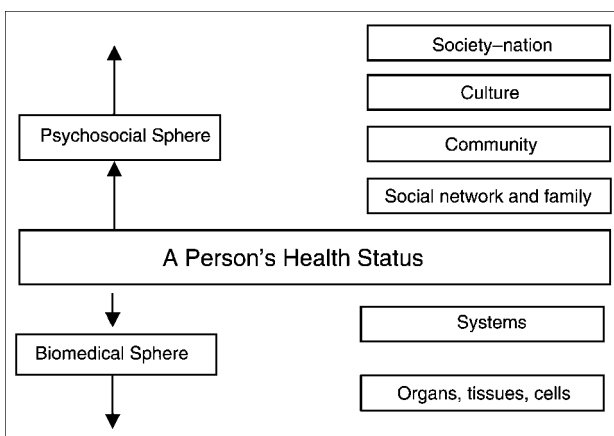 Society–nation
Culture
Psychosocial Sphere
Community
Social network and family
A Person's Health Status
Systems
Biomedical Sphere
Organs, tissues, cells